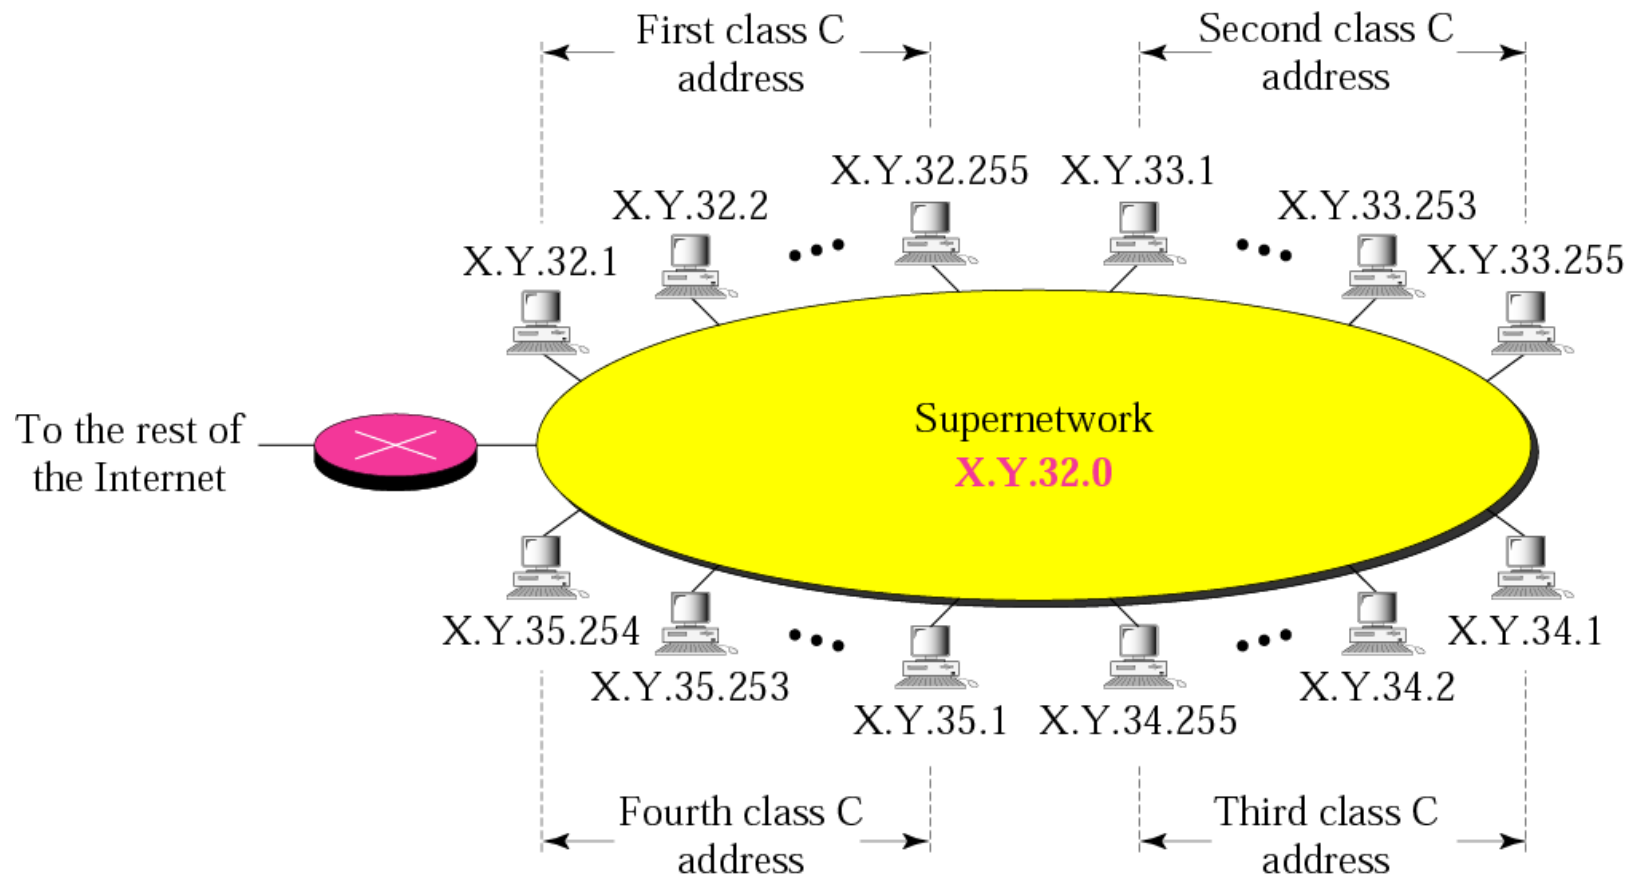 First class C
address
Second class C
address
X.Y.32.255
X.Y.33.1
X.Y.32.2
X.Y.33.253
X.Y.32.1
X.Y.33.255
To the rest of
the Internet
Supernetwork
X.Y.32.0
X.Y.35.254
X.Y.34.1
X.Y.35.253
X.Y.34.2
X.Y.35.1
X.Y.34.255
Fourth class C
address
Third class C
address